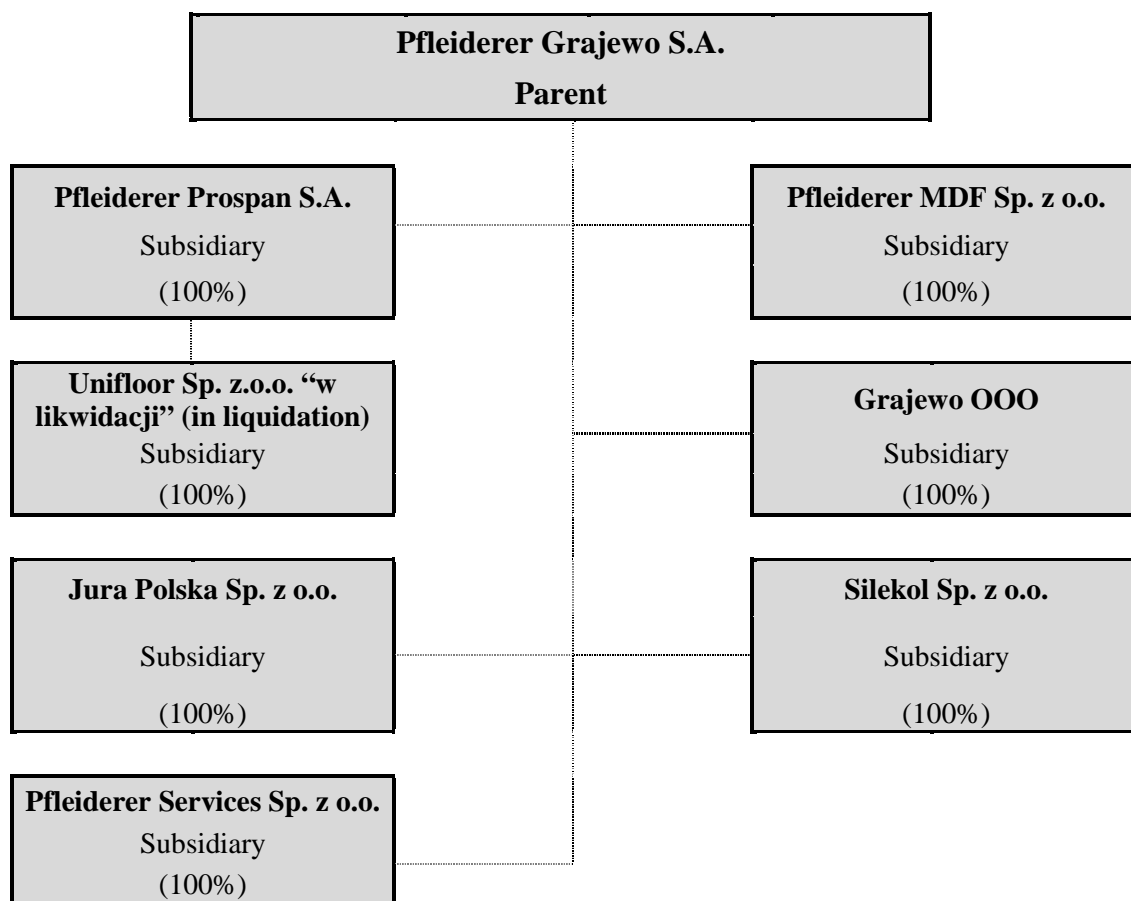 Pfleiderer Grajewo S.A.
Parent
Pfleiderer Prospan S.A.
Subsidiary
(100%)
Pfleiderer MDF Sp. z o.o.
Subsidiary
(100%)
Unifloor Sp. z.o.o. “w
likwidacji” (in liquidation)
Subsidiary
(100%)
Grajewo OOO
Subsidiary
(100%)
Jura Polska Sp. z o.o.
Subsidiary
(100%)
Silekol Sp. z o.o.
Subsidiary
(100%)
Pfleiderer Services Sp. z o.o.
Subsidiary
(100%)